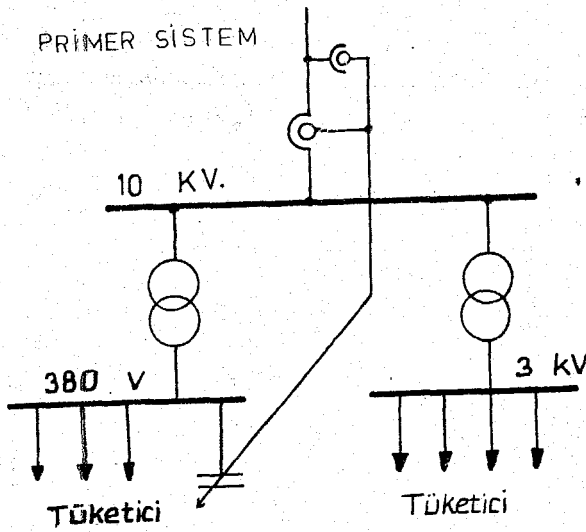 PRİMER SİSTEM
10 KV.
380 V
3 kV
Tüketici
Tüketici